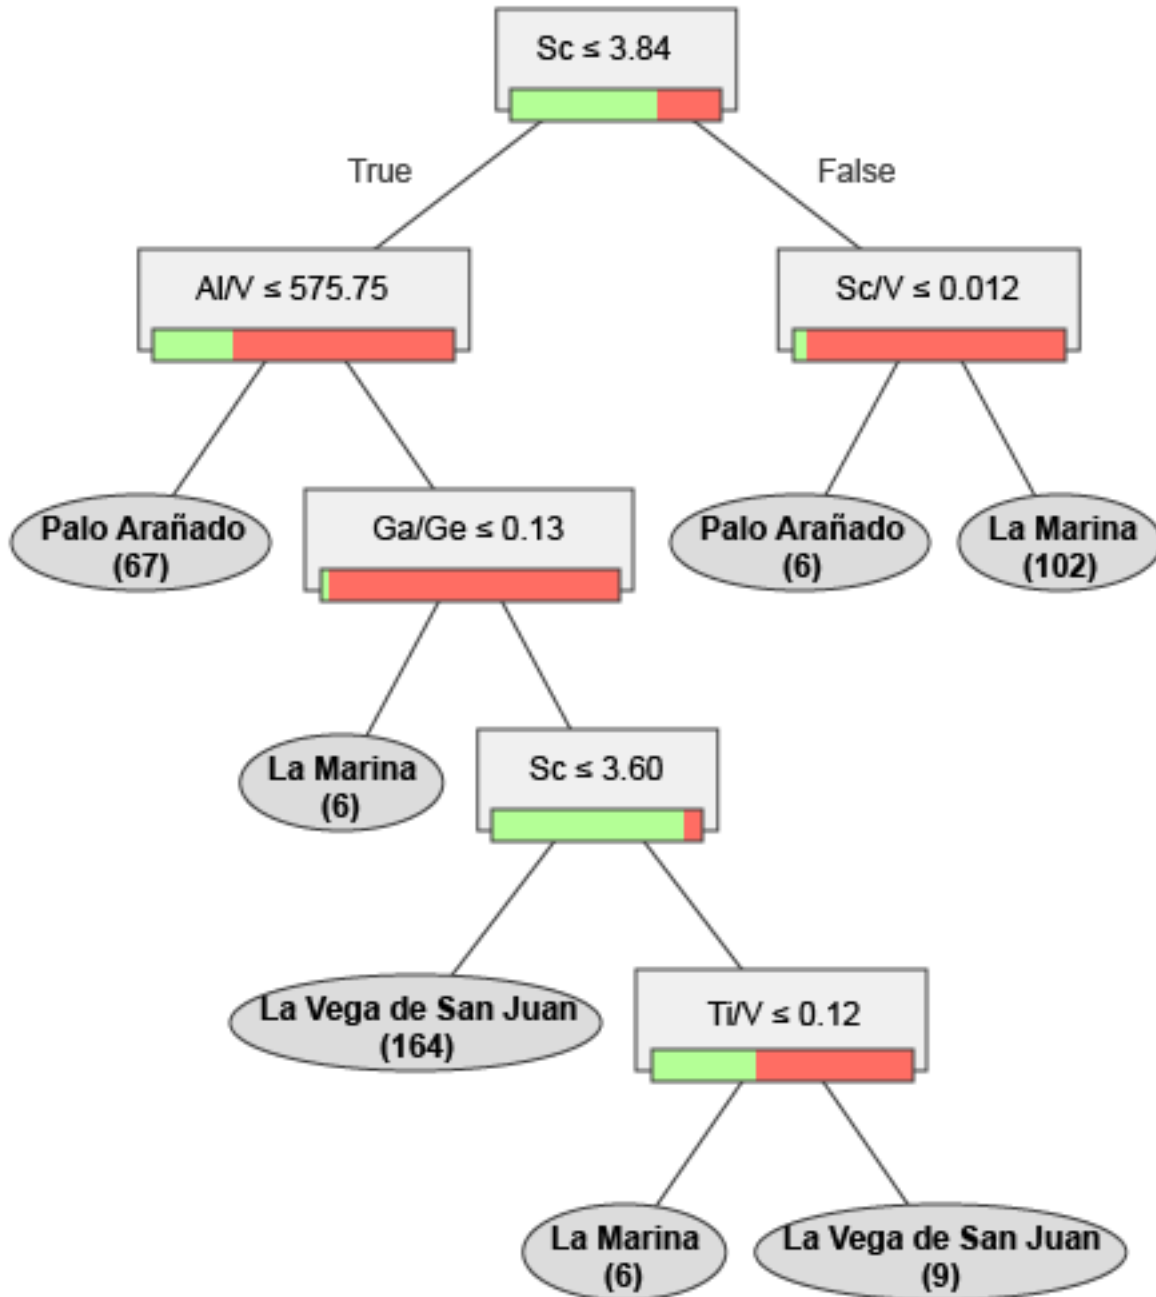 Sc ≤ 3.84
True
False
Al/V ≤ 575.75
Sc/V ≤ 0.012
Palo Arañado
(67)
Ga/Ge ≤ 0.13
Palo Arañado
(6)
La Marina
(102)
La Marina
(6)
Sc ≤ 3.60
La Vega de San Juan
(164)
Ti/V ≤ 0.12
La Marina
(6)
La Vega de San Juan
(9)